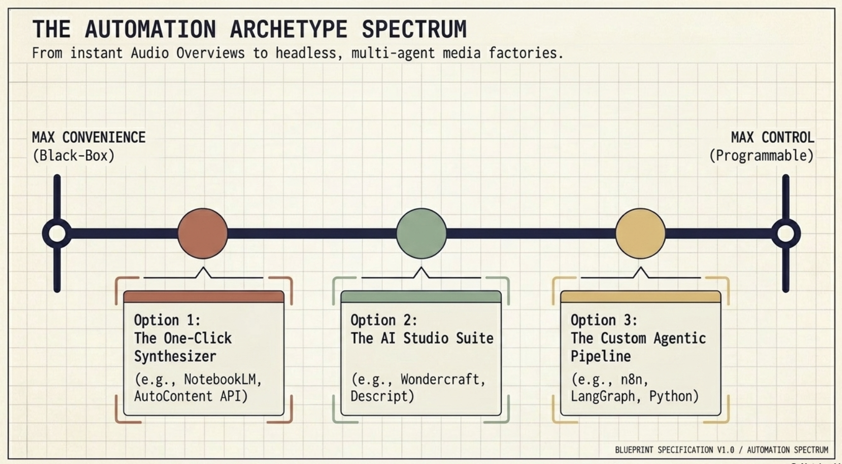 THE AUTOMATION ARCHETYPE SPECTRUM
From instant Audio Overviews to headless, multi-agent media factories.
MAX CONVENIENCE
(Black-Box)
MAX CONTROL
(Programmable)
Option 1:
The One-Click
Synthesizer
(e.g., NotebookLM,
AutoContent API)
Option 2:
The AI Studio Suite
(e.g., Wondercraft,
Descript)
Option 3:
The Custom Agentic
Pipeline
(e.g., n8n,
LangGraph, Python)
BLUEPRINT SPECIFICATION V1.0 / AUTOMATION SPECTRUM